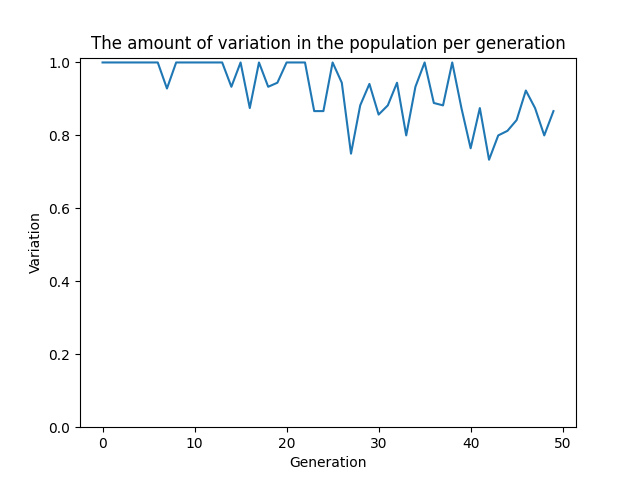 The amount of variation in the population per generation
1.0
0.8
0.6
0.4
0.2
0.0
Variation
0 10 20 30 40 50
Generation